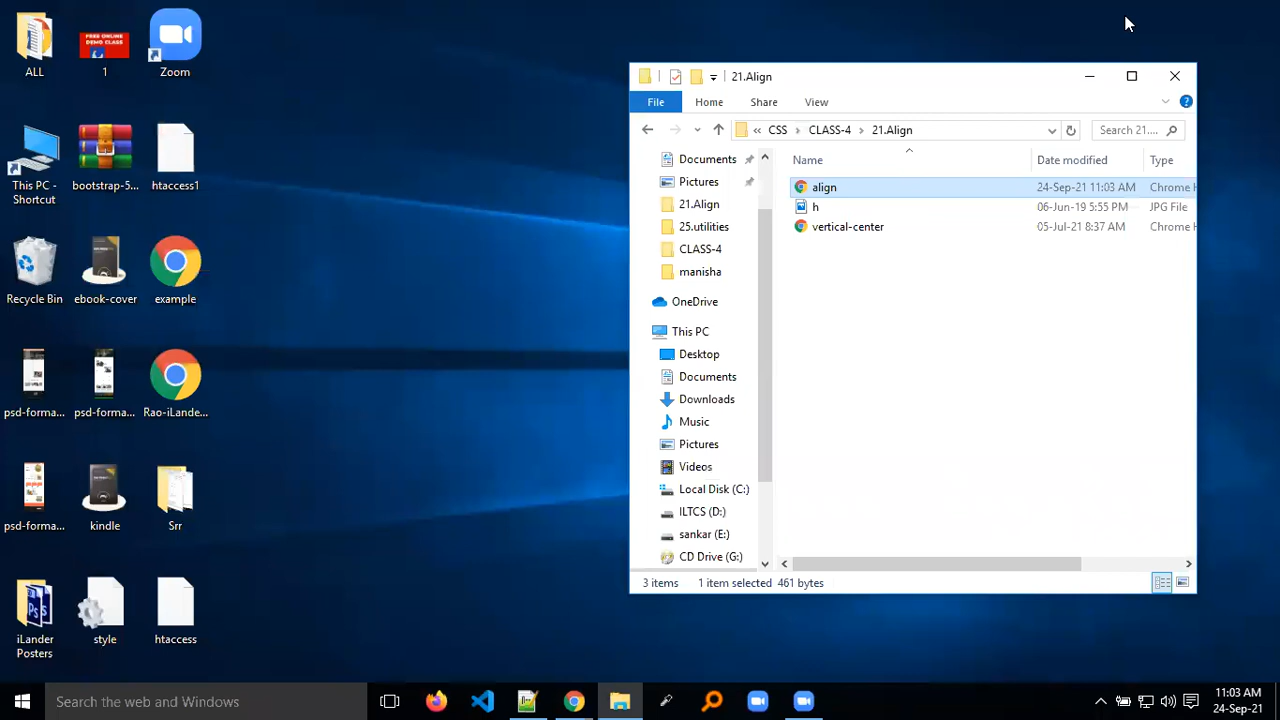 ALL
FREE ONLINE
DEMO CLASS
1
Zoom
This PC -
Shortcut
bootstrap-5...
htaccess1
Recycle Bin
ebook-cover
example
psd-forma...
psd-forma...
Rao-iLande...
psd-forma...
kindle
Srr
iLander
Posters
style
htaccess
21.Align
File
Home
Share
View
«
CSS
CLASS-4
21.Align
Search 21....
Documents
Pictures
21.Align
25.utilities
CLASS-4
manisha
OneDrive
This PC
Desktop
Documents
Downloads
Music
Pictures
Videos
Local Disk (C:)
ILTCS (D:)
sankar (E:)
CD Drive (G:)
Name
Date modified
Type
align
24-Sep-21 11:03 AM
Chrome H
h
06-Jun-19 5:55 PM
JPG File
vertical-center
05-Jul-21 8:37 AM
Chrome H
3 items
1 item selected 461 bytes
Search the web and Windows
11:03 AM
24-Sep-21